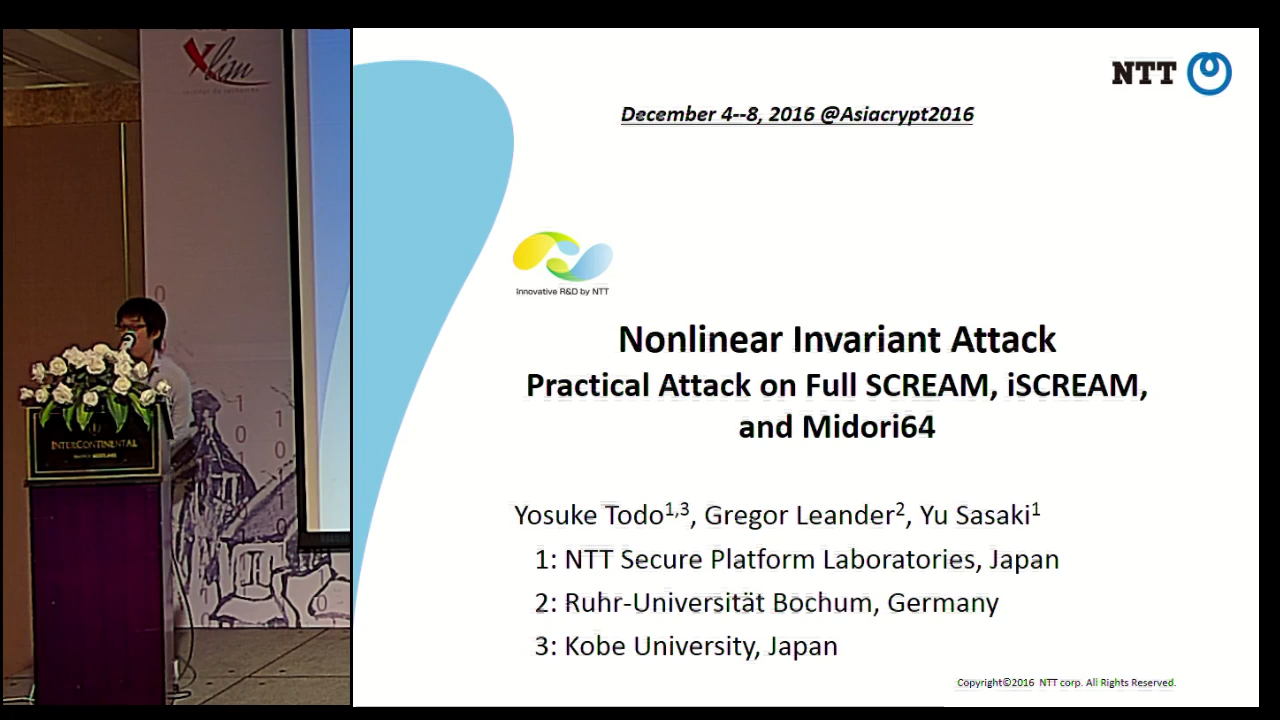 Xlim
INTERCONTINENTAL
NTT
December 4--8, 2016 @Asiacrypt2016
Innovative R&D by NTT
Nonlinear Invariant Attack
Practical Attack on Full SCREAM, iSCREAM,
and Midori64
Yosuke Todo1,3, Gregor Leander2, Yu Sasaki1
1: NTT Secure Platform Laboratories, Japan
2: Ruhr-Universität Bochum, Germany
3: Kobe University, Japan
Copyright©2016 NTT corp. All Rights Reserved.